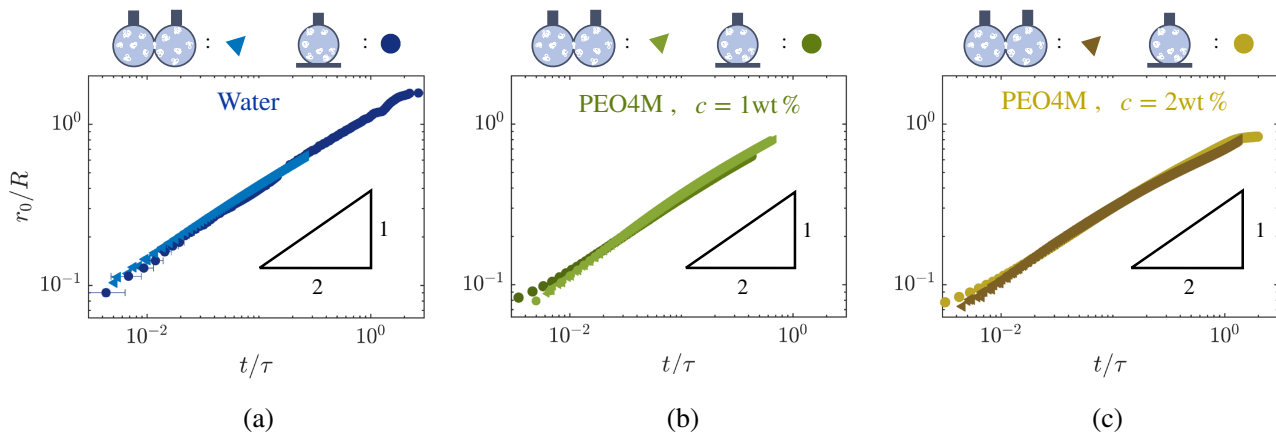 : :
Water
10^0
10^{-1}
r_0/R
1
2
10^{-2}
10^0
t/τ
(a)
: :
PEO4M , c = 1wt %
10^0
10^{-1}
1
2
10^{-2}
10^0
t/τ
(b)
: :
PEO4M , c = 2wt %
10^0
10^{-1}
1
2
10^{-2}
10^0
t/τ
(c)